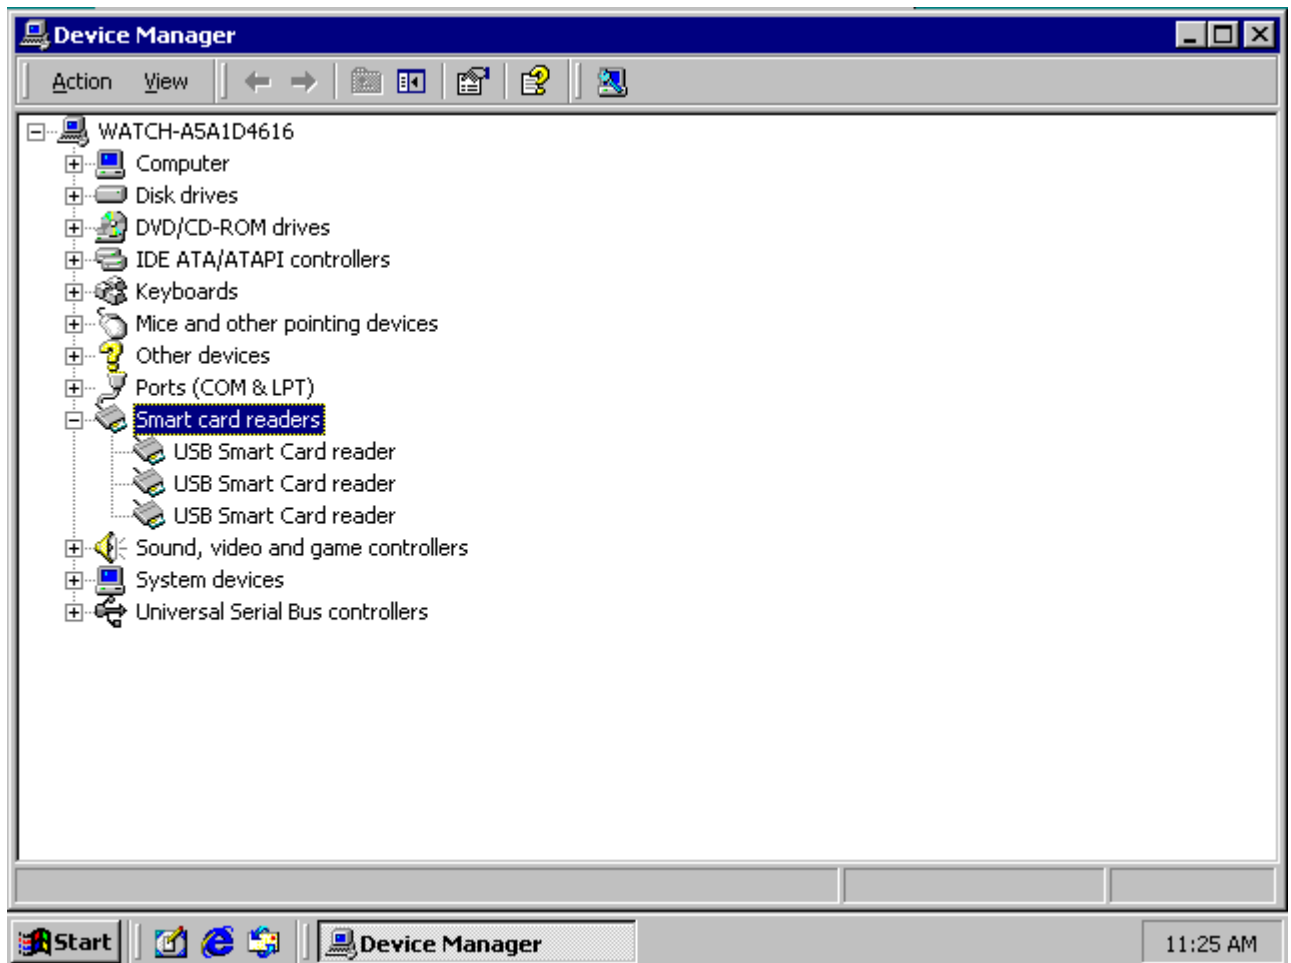 Device Manager
Action View
WATCH-A5A1D4616
Computer
Disk drives
DVD/CD-ROM drives
IDE ATA/ATAPI controllers
Keyboards
Mice and other pointing devices
Other devices
Ports (COM & LPT)
Smart card readers
USB Smart Card reader
USB Smart Card reader
USB Smart Card reader
Sound, video and game controllers
System devices
Universal Serial Bus controllers
Start Device Manager 11:25 AM